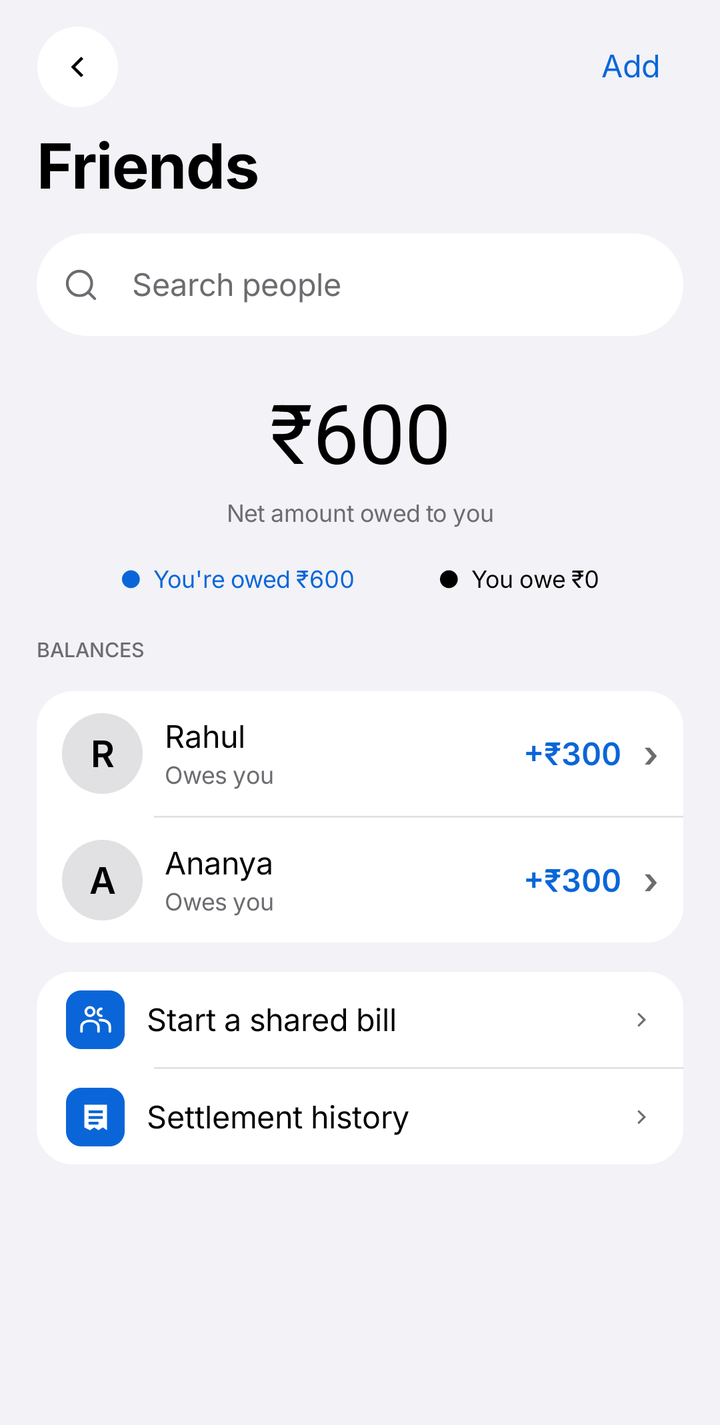 Add
Friends
Search people
₹600
Net amount owed to you
You're owed ₹600
You owe ₹0
BALANCES
R
Rahul
Owes you
+₹300
A
Ananya
Owes you
+₹300
Start a shared bill
Settlement history